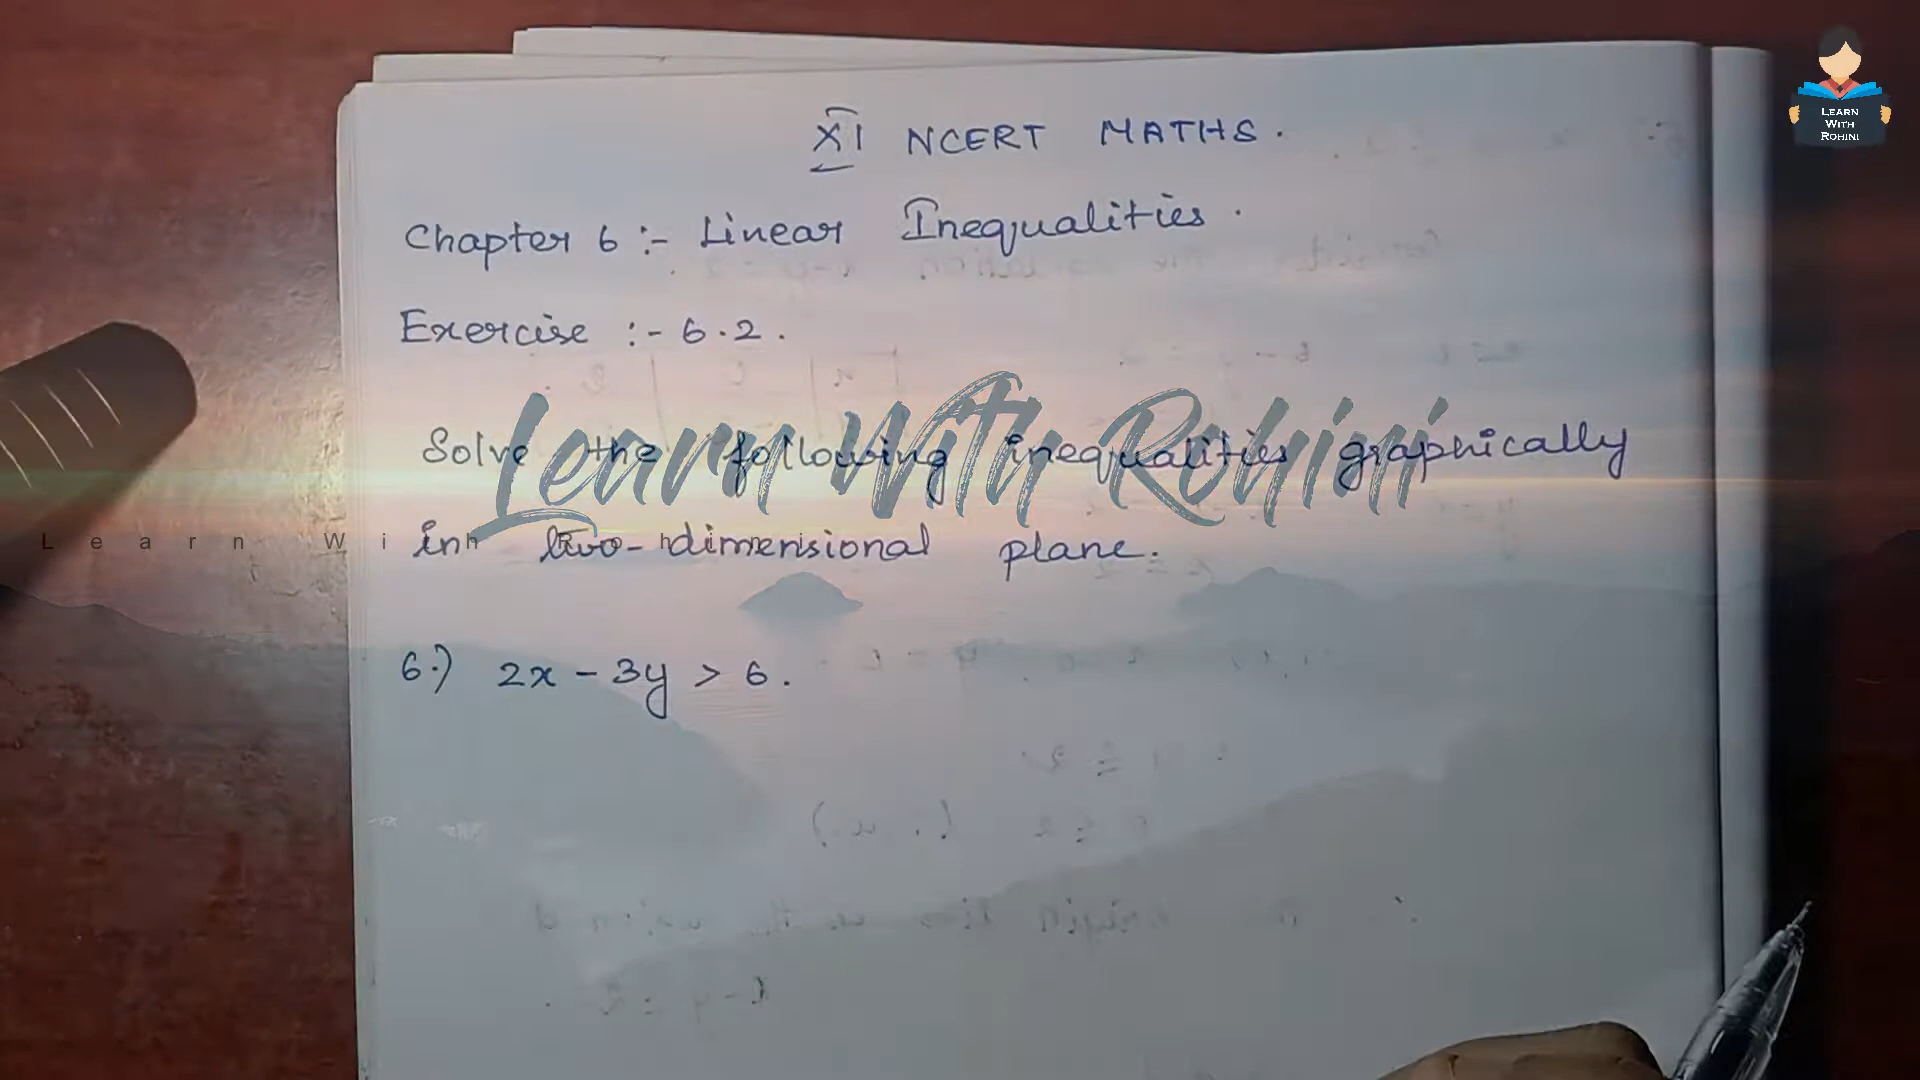 XI NCERT MATHS.
Chapter 6 :- Linear Inequalities.
Exercise :- 6.2.
Solve the following inequalities graphically
in two-dimensional plane.
6.) 2x - 3y > 6.
Learn With Rohini
Learn With Rohini
LEARN
WITH
ROHINI